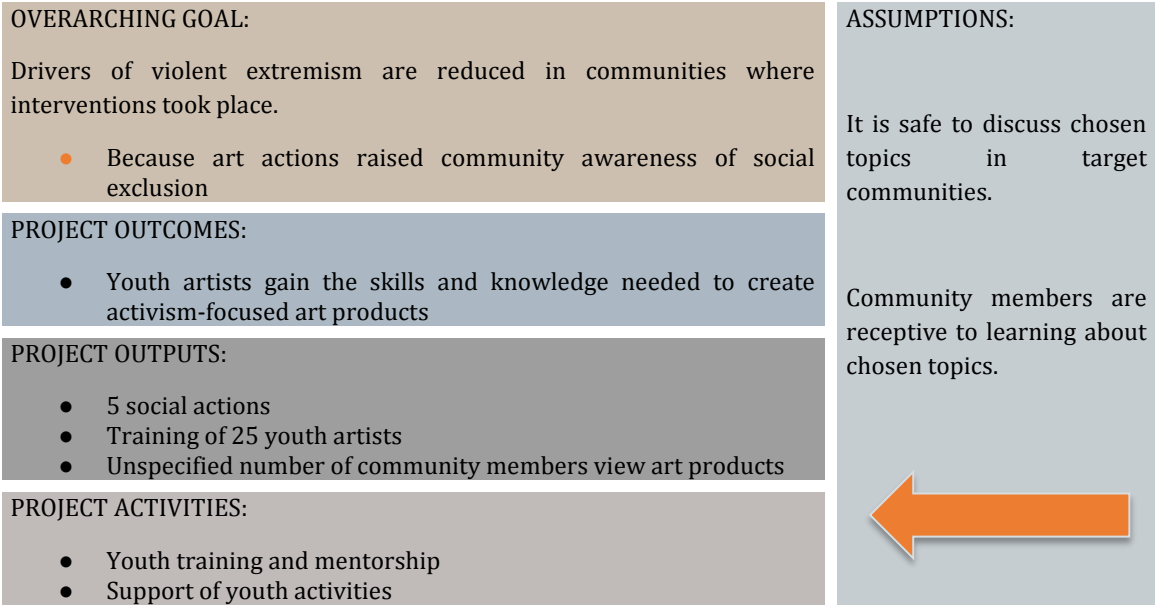 OVERARCHING GOAL:
Drivers of violent extremism are reduced in communities where
interventions took place.
● Because art actions raised community awareness of social
exclusion
PROJECT OUTCOMES:
● Youth artists gain the skills and knowledge needed to create
activism-focused art products
PROJECT OUTPUTS:
● 5 social actions
● Training of 25 youth artists
● Unspecified number of community members view art products
PROJECT ACTIVITIES:
● Youth training and mentorship
● Support of youth activities
ASSUMPTIONS:
It is safe to discuss chosen
topics in target
communities.
Community members are
receptive to learning about
chosen topics.